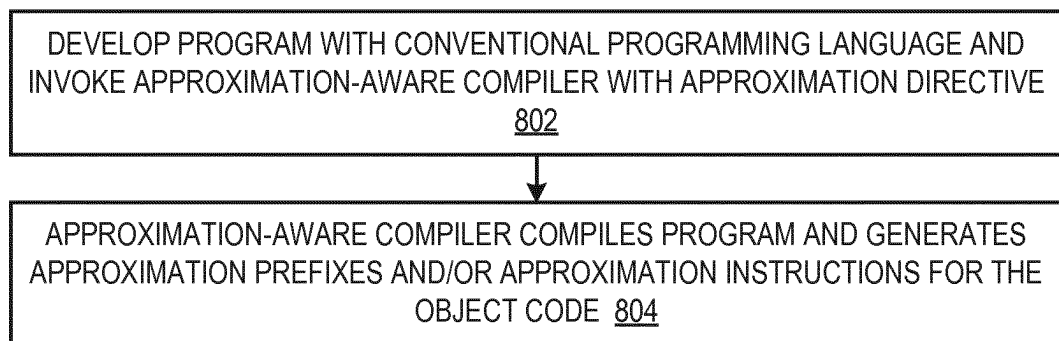 DEVELOP PROGRAM WITH CONVENTIONAL PROGRAMMING LANGUAGE AND
INVOKE APPROXIMATION-AWARE COMPILER WITH APPROXIMATION DIRECTIVE
802
APPROXIMATION-AWARE COMPILER COMPILES PROGRAM AND GENERATES
APPROXIMATION PREFIXES AND/OR APPROXIMATION INSTRUCTIONS FOR THE
OBJECT CODE 804